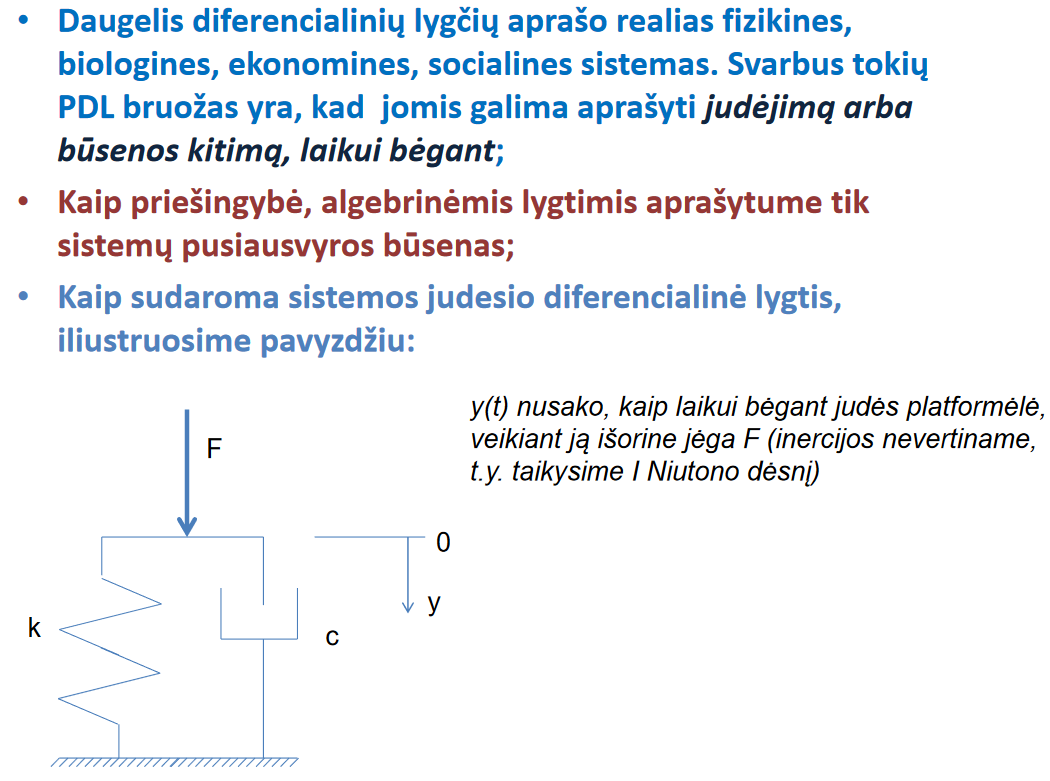 • Daugelis diferencialinių lygčių aprašo realias fizikines,
biologines, ekonomines, socialines sistemas. Svarbus tokių
PDL bruožas yra, kad jomis galima aprašyti judėjimą arba
būsenos kitimą, laikui bėgant;
• Kaip priešingybė, algebrinėmis lygtimis aprašytume tik
sistemų pusiausvyros būsenas;
• Kaip sudaroma sistemos judesio diferencialinė lygtis,
iliustruosime pavyzdžiu:
y(t) nusako, kaip laikui bėgant judės platformėlė,
veikiant ją išorine jėga F (inercijos nevertiname,
t.y. taikysime I Niutono dėsnį)
F
0
y
k
c